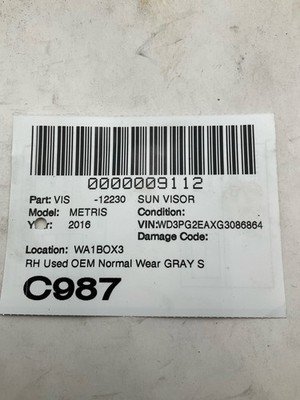 0000009112
Part: VIS -12230 SUN VISOR
Model: METRIS Condition:
Year: 2016 VIN:WD3PG2EAXG3086864
Damage Code:
Location: WA1BOX3
RH Used OEM Normal Wear GRAY S
C987